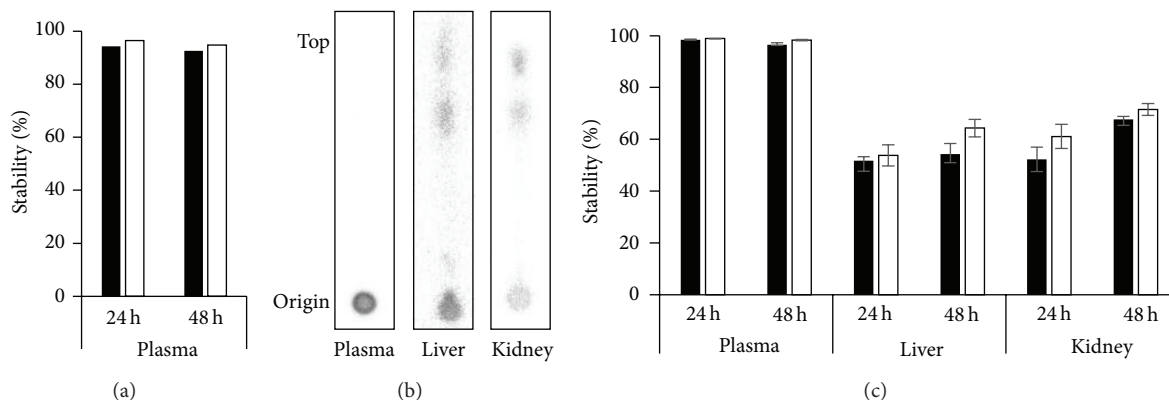 Stability (%)
100
80
60
40
20
0
24 h 48 h
Plasma
(a)
Top
Origin
Plasma Liver Kidney
(b)
Stability (%)
100
80
60
40
20
0
24 h 48 h 24 h 48 h 24 h 48 h
Plasma Liver Kidney
(c)